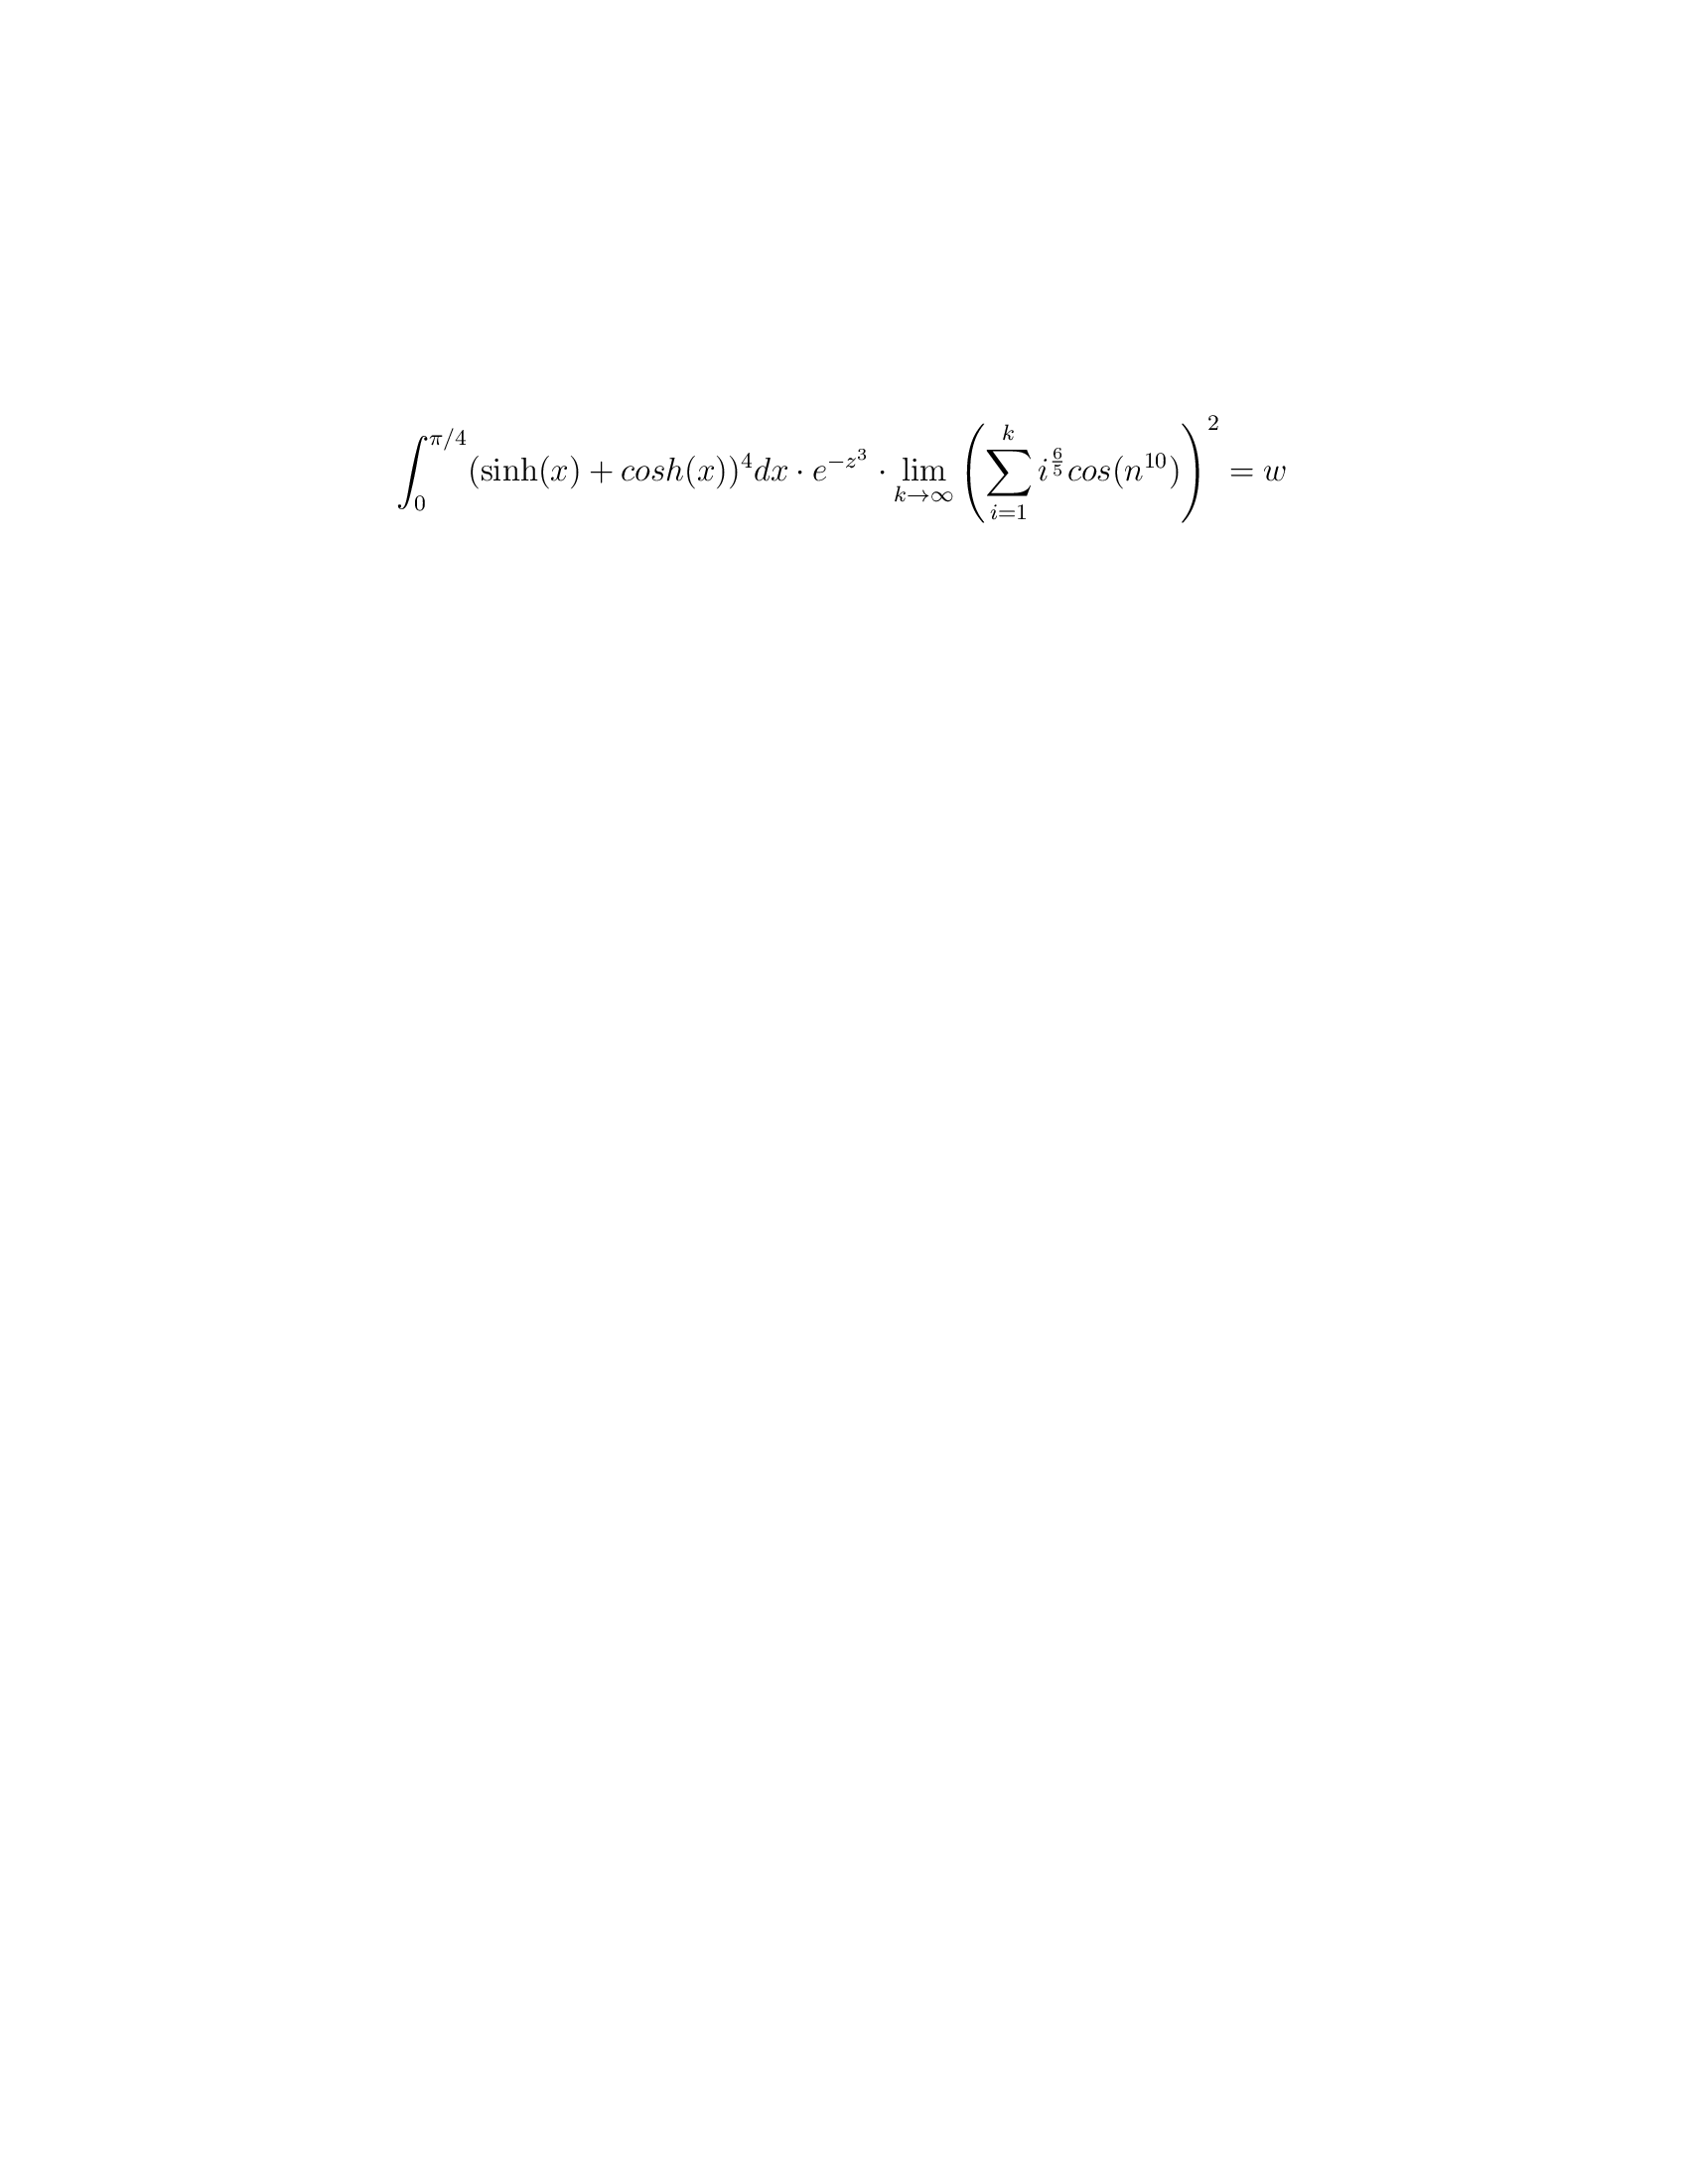 \int_0^{\pi/4} (\sinh(x) + cosh(x))^4 dx \cdot e^{-z^3} \cdot \lim_{k \to \infty} \left( \sum_{i=1}^{k} i^{\frac{6}{5}} cos(n^{10}) \right)^2 = w